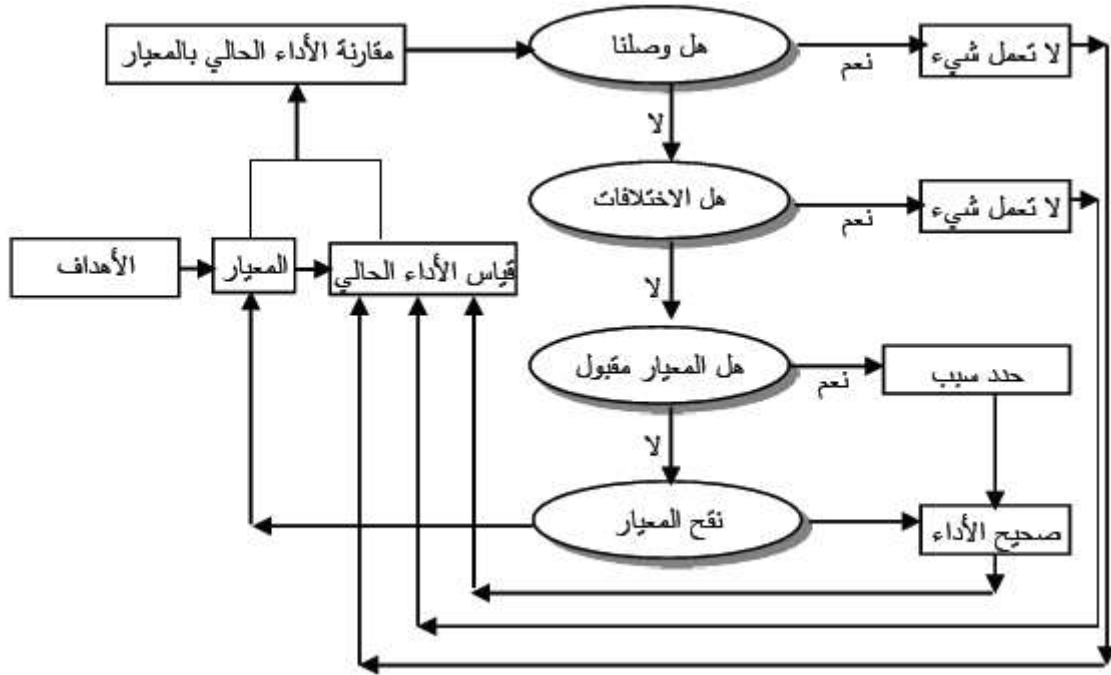 مقارنة الأداء الحالي بالمعيار
هل وصلنا
نعم
لا تعمل شيء
لا
هل الاختلافات
نعم
لا تعمل شيء
الأهداف
المعيار
قياس الأداء الحالي
لا
هل المعيار مقبول
نعم
حدد سبب
لا
نقح المعيار
صحيح الأداء